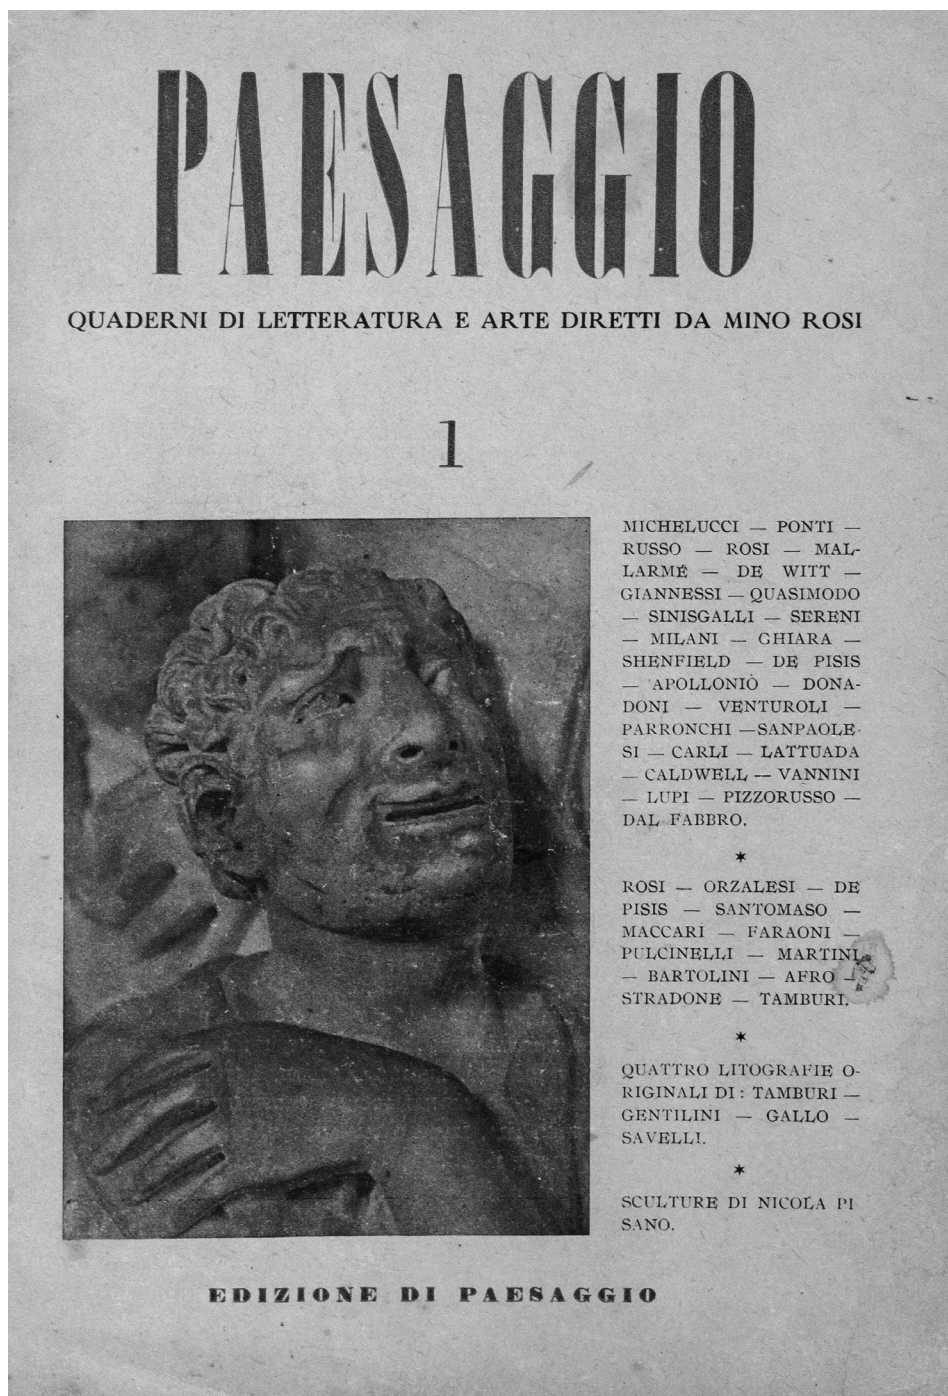 PAESAGGIO
QUADERNI DI LETTERATURA E ARTE DIRETTI DA MINO ROSI
1
MICHELUCCI — PONTI —
RUSSO — ROSI — MAL-
LARMÉ — DE WITT —
GIANNESSI — QUASIMODO
— SINISGALLI — SERENI
— MILANI — GHIARA —
SHENFIELD — DE PISIS
— APOLLONIÒ — DONA-
DONI — VENTUROLI —
PARRONCHI — SANPAOLE-
SI — CARLI — LATTUADA
— CALDWELL — VANNINI
— LUPI — PIZZORUSSO —
DAL FABBRO.
★
ROSI — ORZALESI — DE
PISIS — SANTOMASO —
MACCARI — FARAONI —
PULCINELLI — MARTINI
— BARTOLINI — AFRO —
STRADONE — TAMBURI.
★
QUATTRO LITOGRAFIE O-
RIGINALI DI : TAMBURI —
GENTILINI — GALLO —
SAVELLI.
★
SCULTURE DI NICOLA PI
SANO.
EDIZIONE DI PAESAGGIO